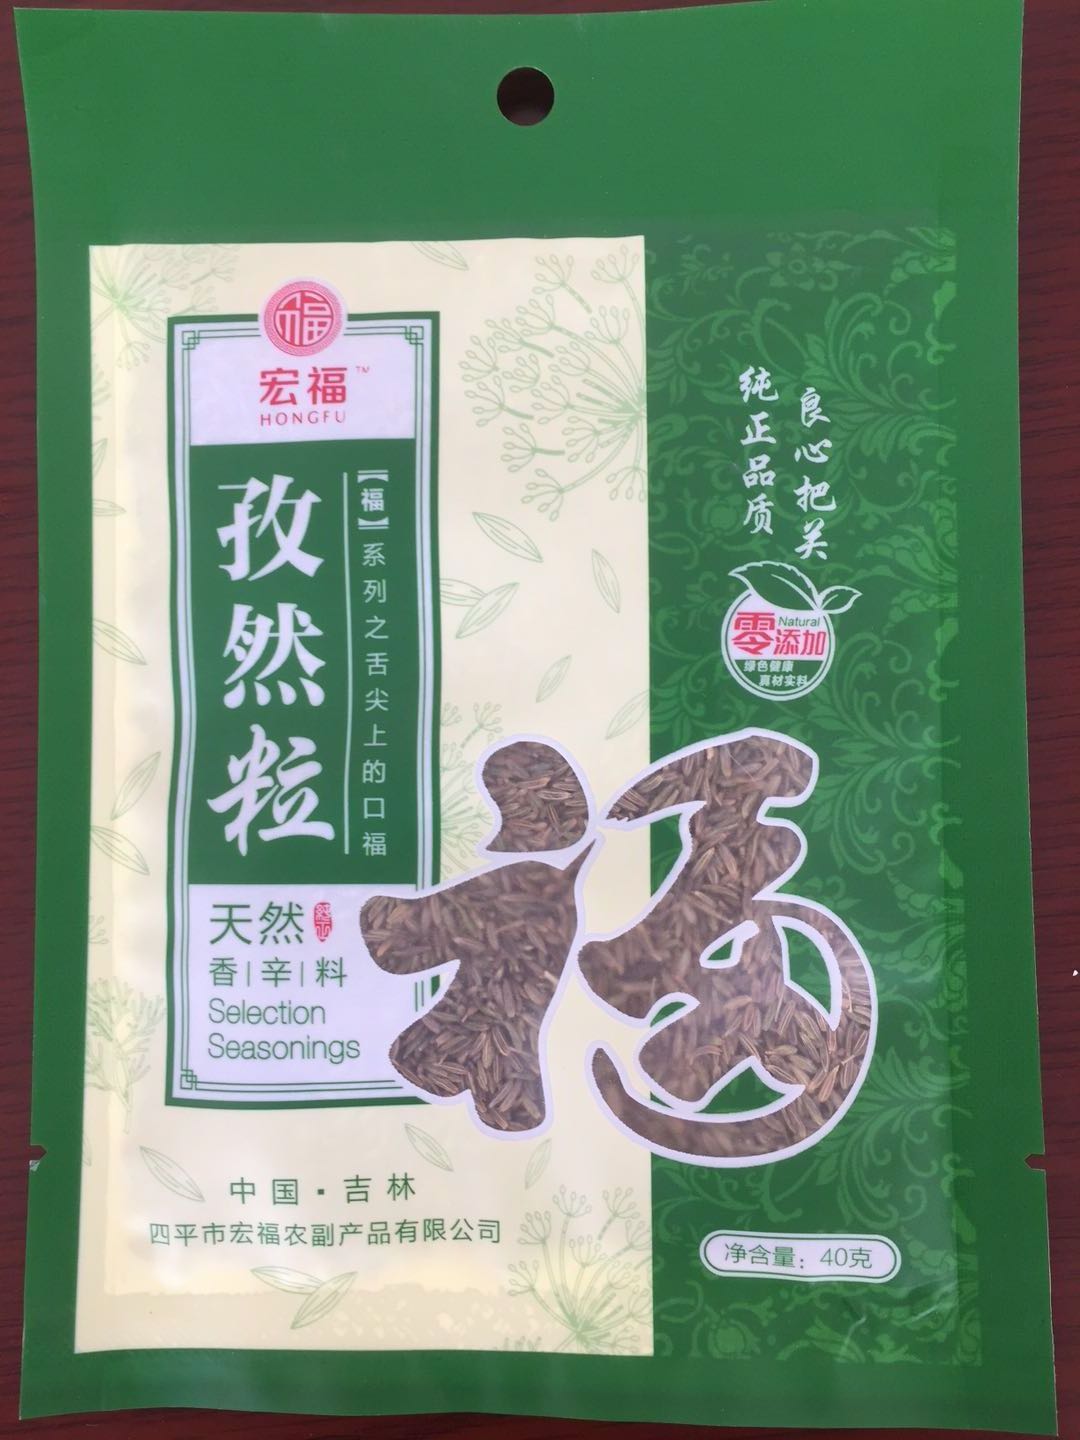 福
宏福™
HONGFU
孜然粒
【福】系列之舌尖上的口福
天然
香|辛|料
Selection
Seasonings
中国·吉林
四平市宏福农副产品有限公司
良心把关
纯正品质
Natural
零添加
绿色健康
真材实料
福
净含量：40克